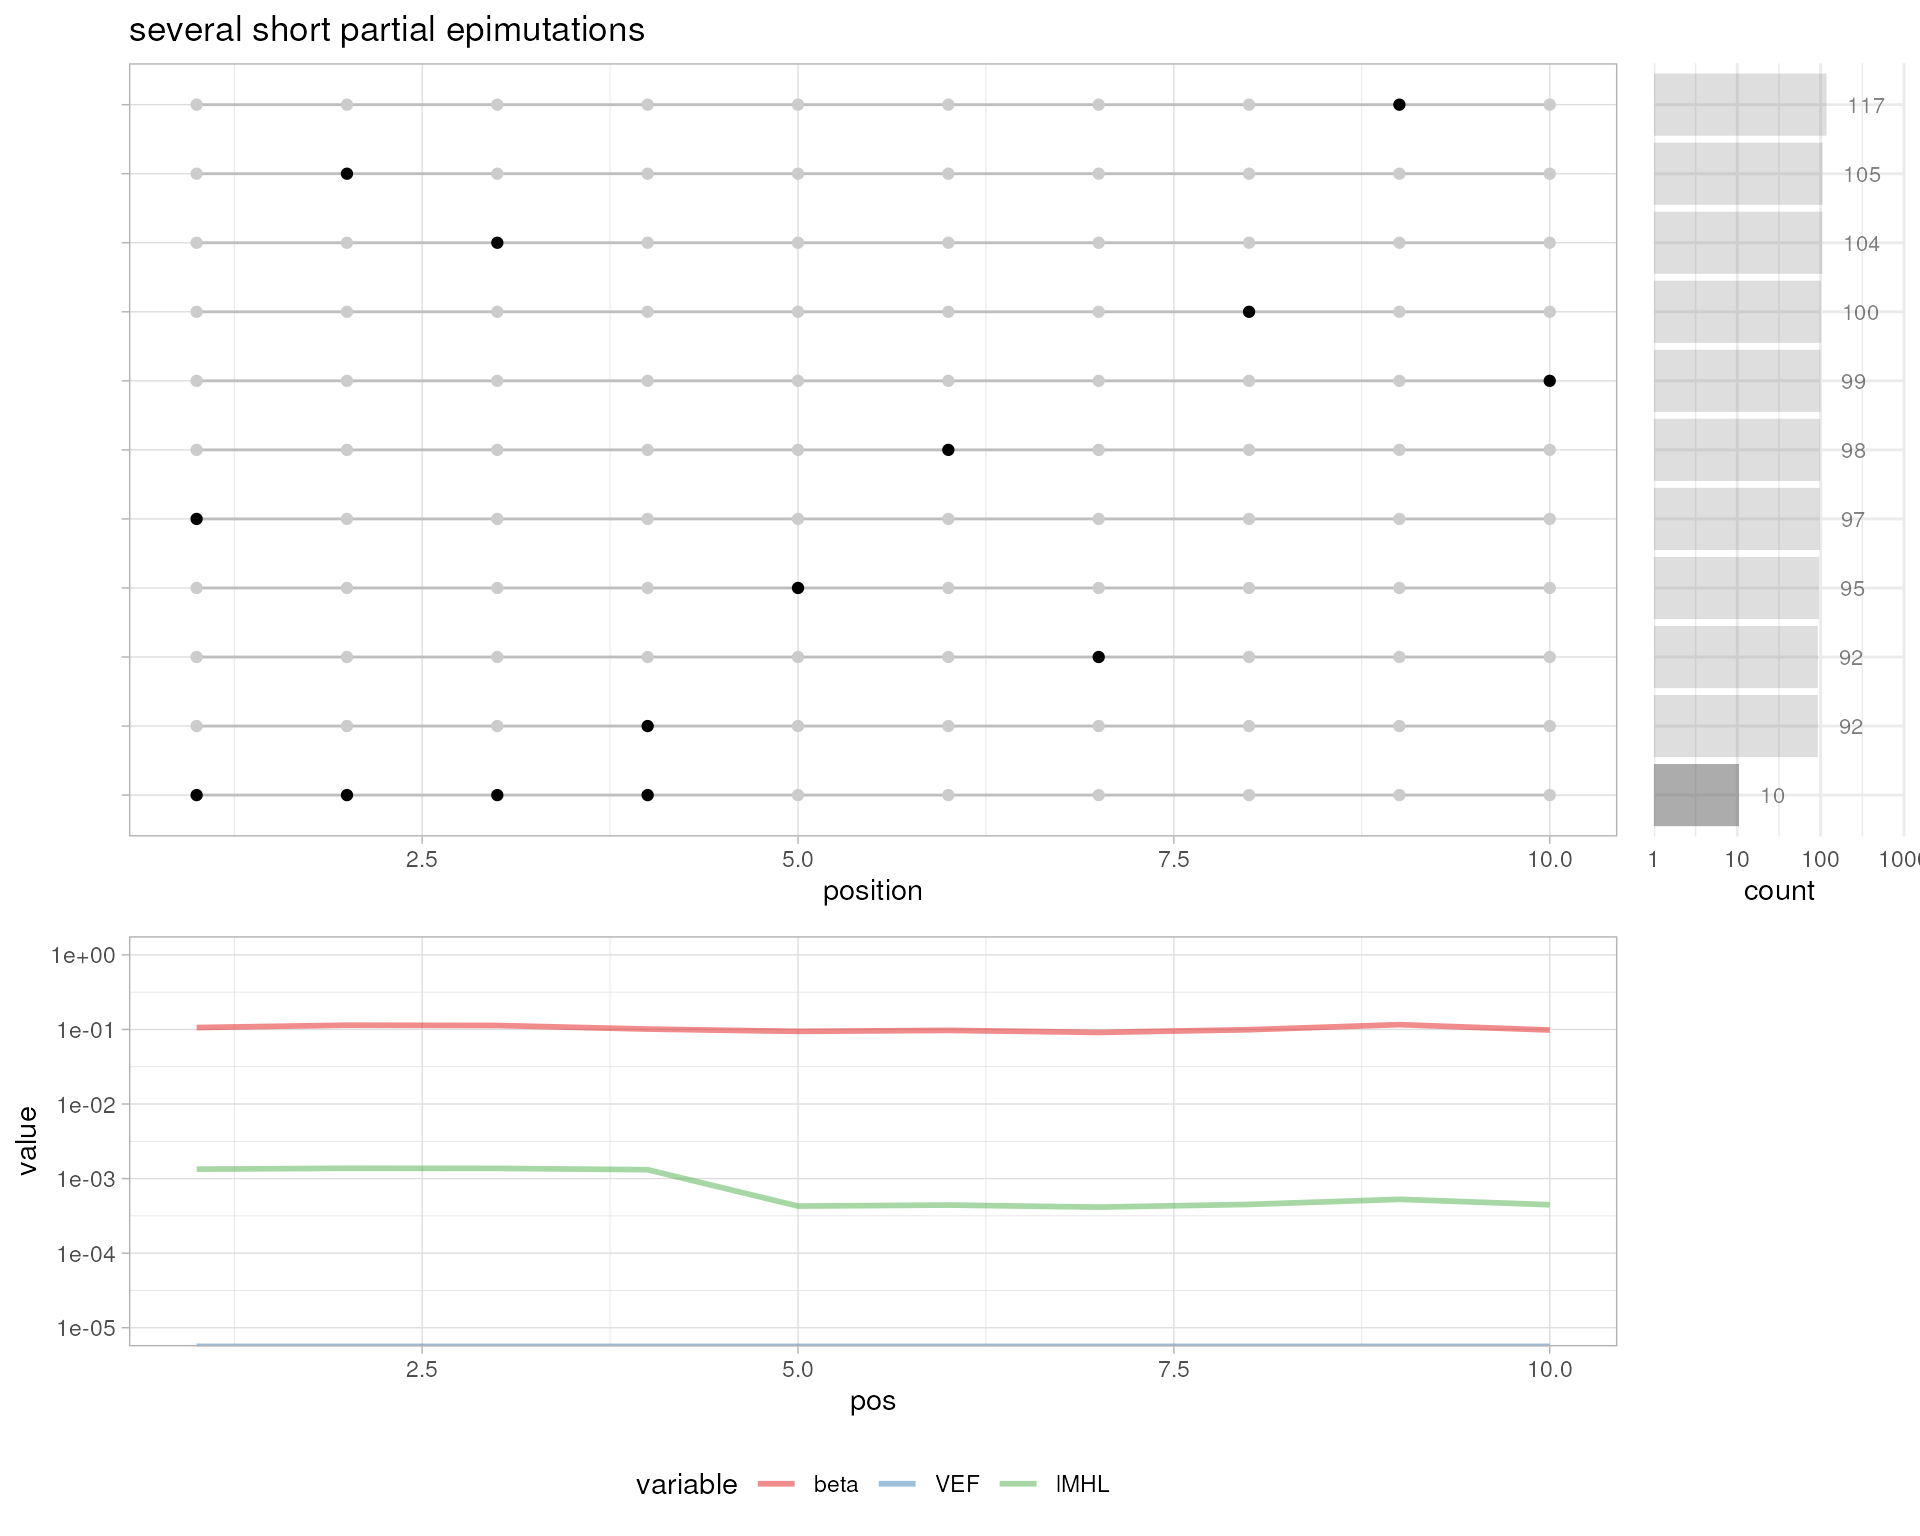 several short partial epimutations
117
105
104
100
99
98
97
95
92
92
10
2.5 5.0 7.5 10.0
position
1 10 100 1000
count
1e+00
1e-01
1e-02
1e-03
1e-04
1e-05
value
2.5 5.0 7.5 10.0
pos
variable beta VEF lMHL